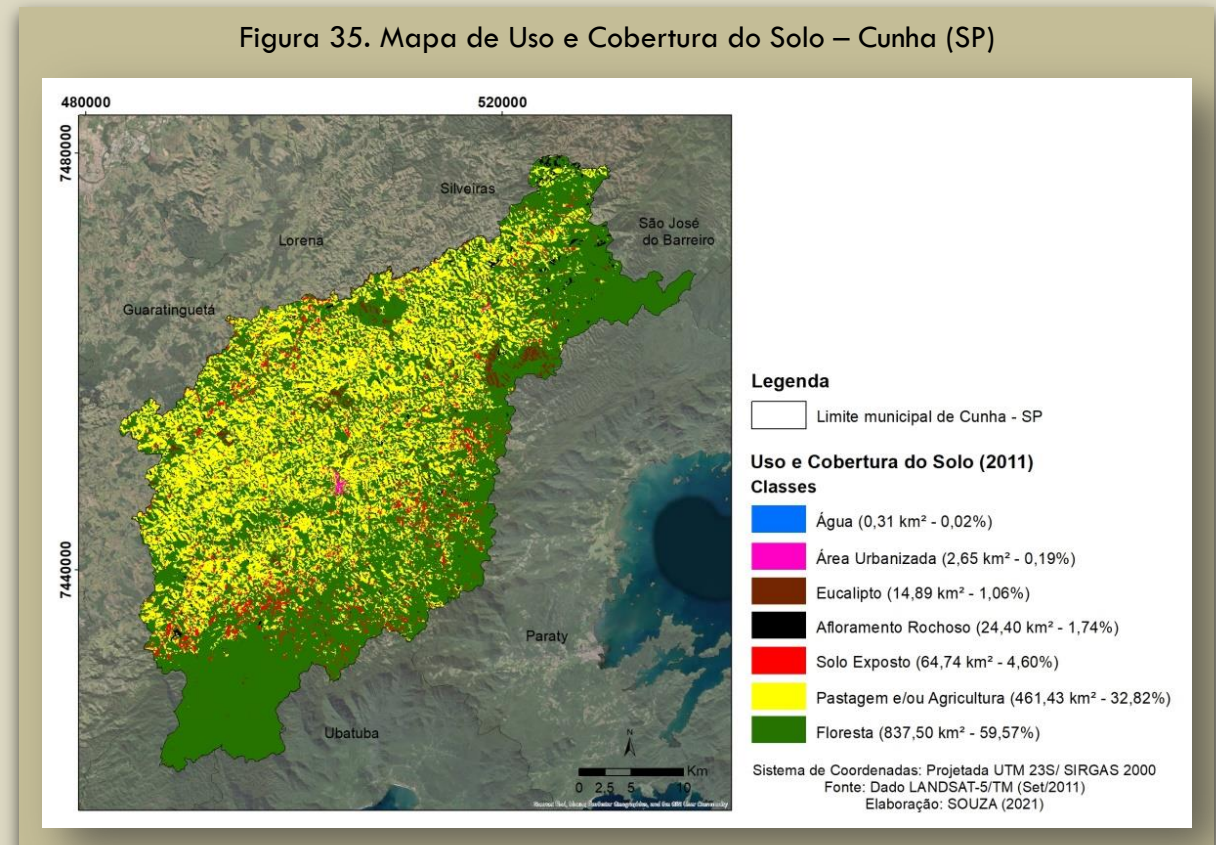 Figura 35. Mapa de Uso e Cobertura do Solo – Cunha (SP)
480000
520000
7480000
7440000
Silveiras
São José
do Barreiro
Lorena
Guaratinguetá
Paraty
Ubatuba
N
Km
0 2,5 5 10
Legenda
Limite municipal de Cunha - SP
Uso e Cobertura do Solo (2011)
Classes
Água (0,31 km² - 0,02%)
Área Urbanizada (2,65 km² - 0,19%)
Eucalipto (14,89 km² - 1,06%)
Afloramento Rochoso (24,40 km² - 1,74%)
Solo Exposto (64,74 km² - 4,60%)
Pastagem e/ou Agricultura (461,43 km² - 32,82%)
Floresta (837,50 km² - 59,57%)
Sistema de Coordenadas: Projetada UTM 23S/ SIRGAS 2000
Fonte: Dado LANDSAT-5/TM (Set/2011)
Elaboração: SOUZA (2021)